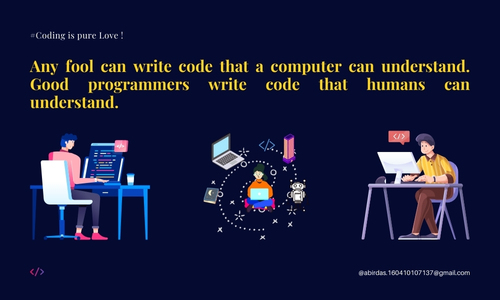 #Coding is pure Love !
Any fool can write code that a computer can understand.
Good programmers write code that humans can
understand.
</>
</>
</>
</>
@abirdas.160410107137@gmail.com